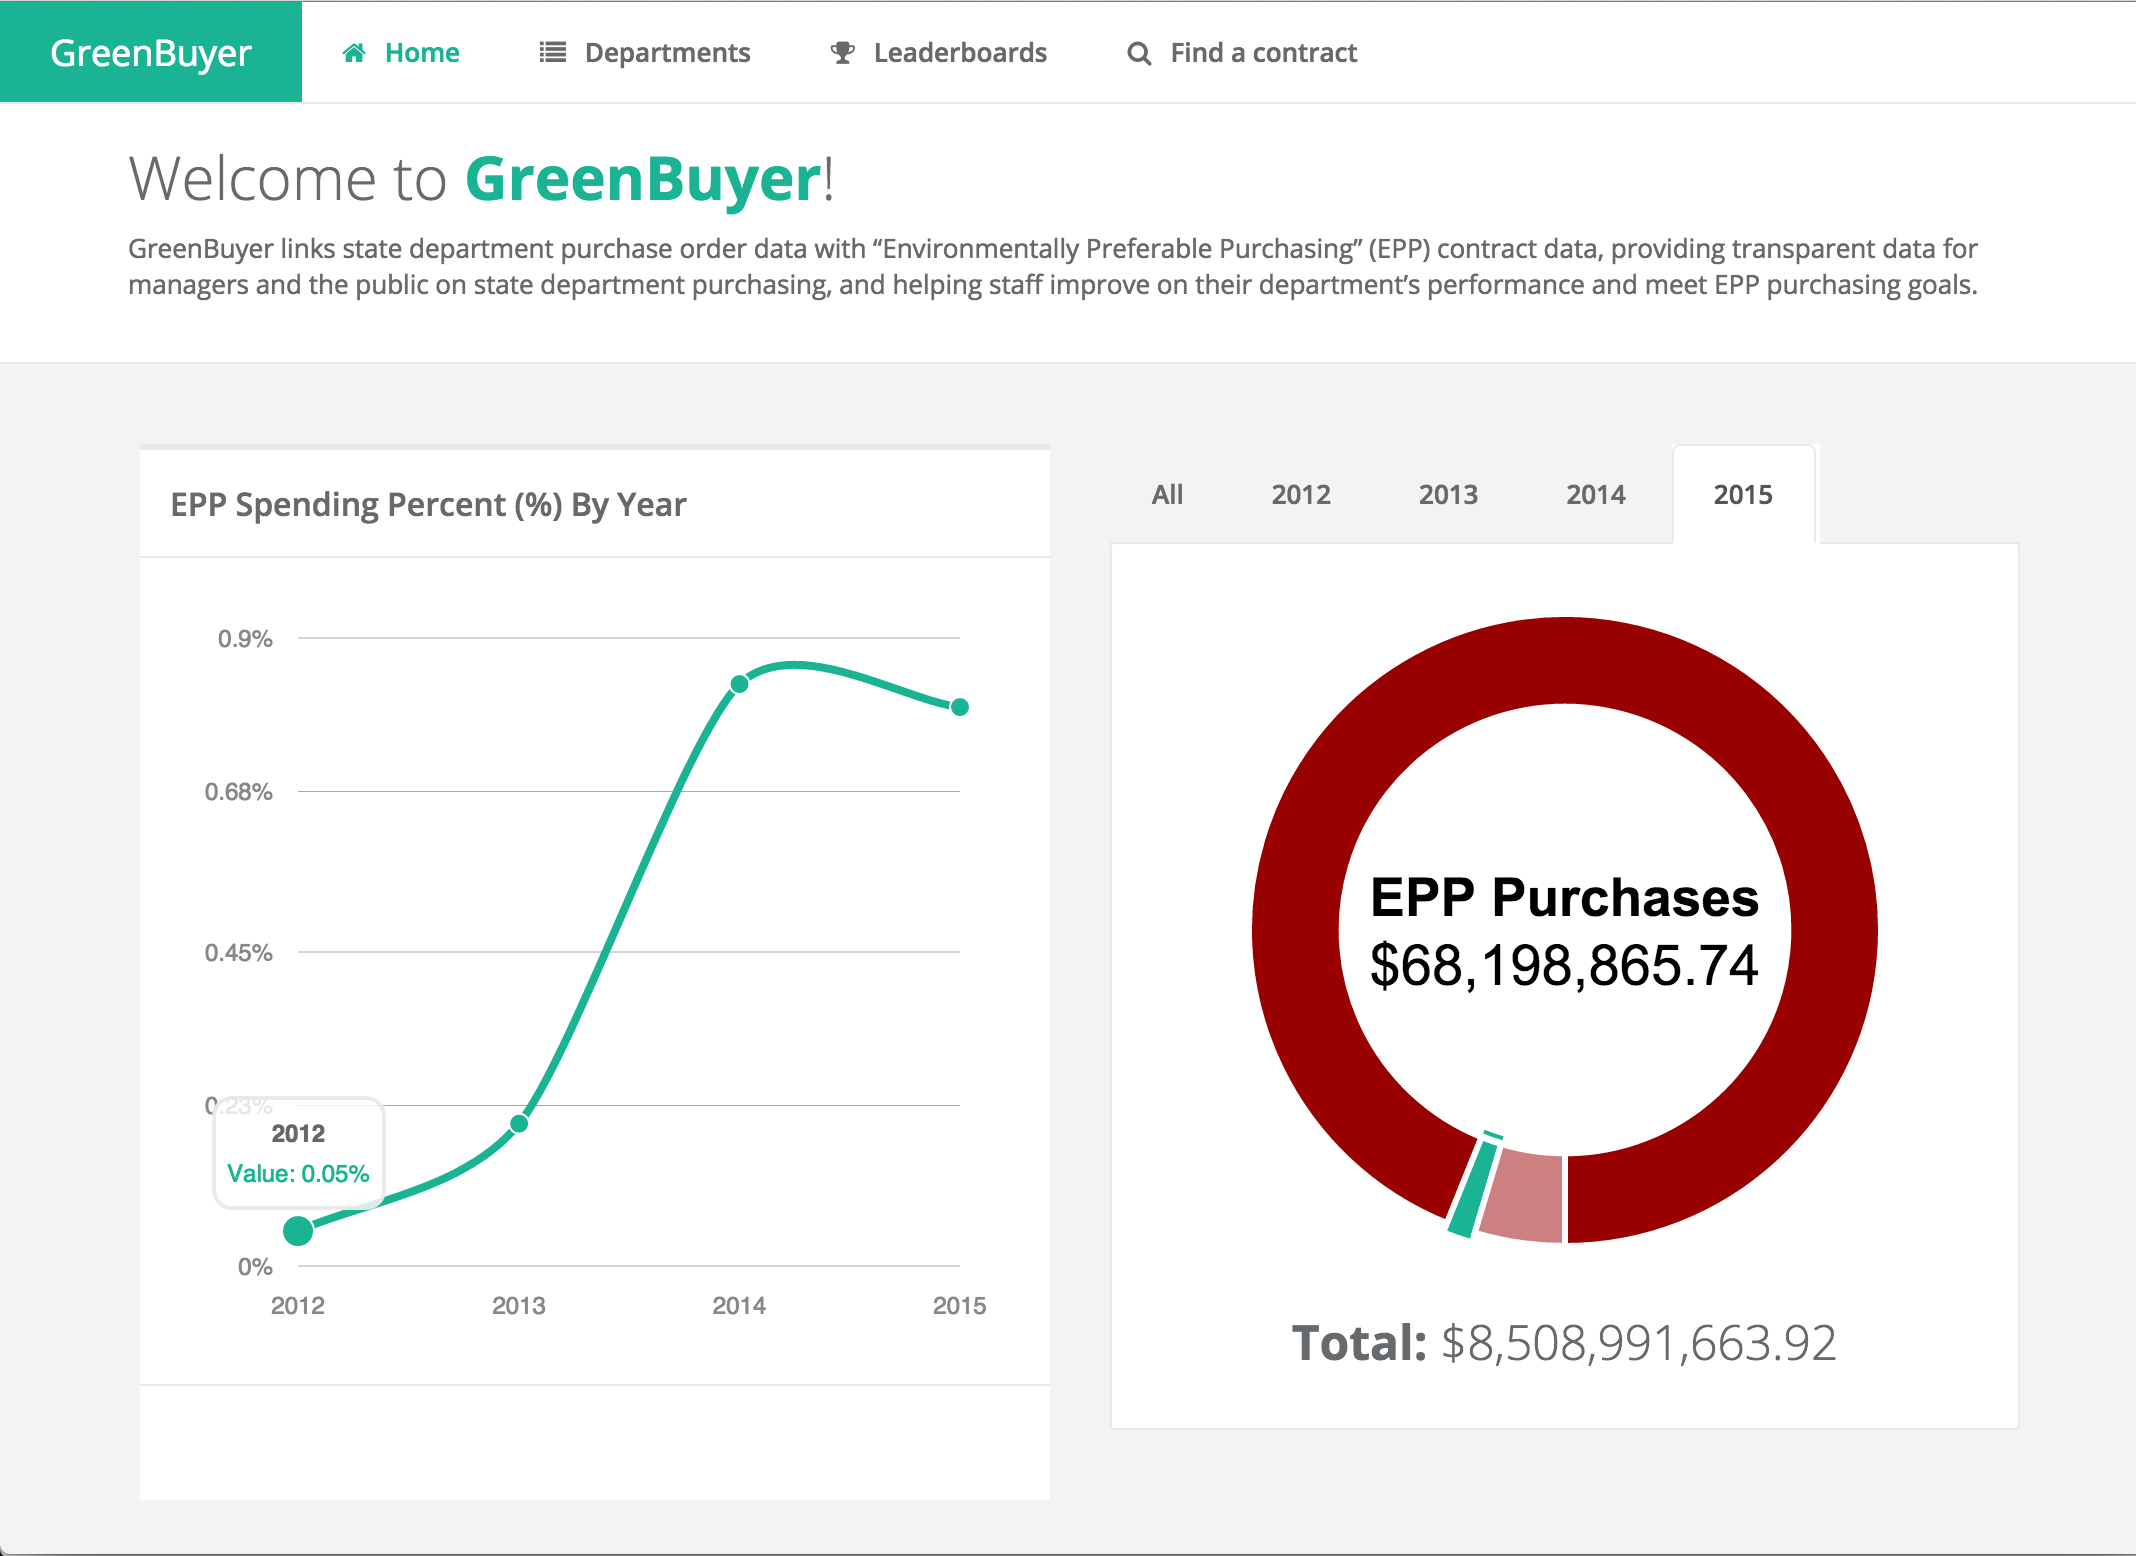 GreenBuyer
Home
Departments
Leaderboards
Find a contract
Welcome to GreenBuyer!
GreenBuyer links state department purchase order data with “Environmentally Preferable Purchasing” (EPP) contract data, providing transparent data for
managers and the public on state department purchasing, and helping staff improve on their department’s performance and meet EPP purchasing goals.
EPP Spending Percent (%) By Year
0.9%
0.68%
0.45%
0.23%
0%
2012
Value: 0.05%
2012
2013
2014
2015
All
2012
2013
2014
2015
EPP Purchases
$68,198,865.74
Total: $8,508,991,663.92